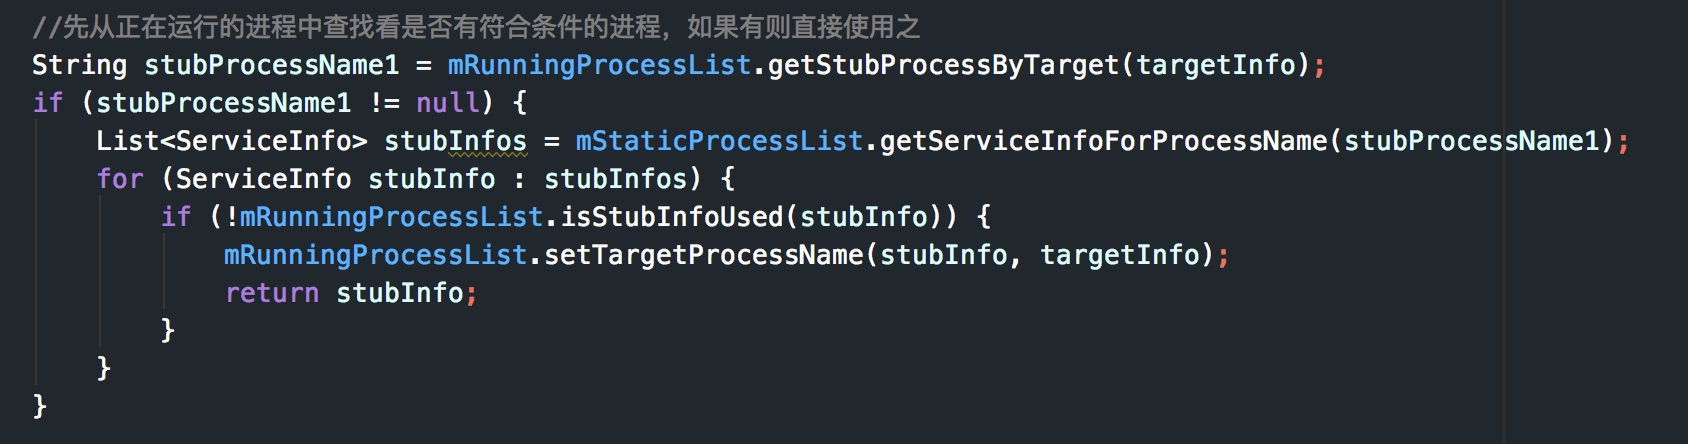 //先从正在运行的进程中查找看是否有符合条件的进程，如果有则直接使用之
String stubProcessName1 = mRunningProcessList.getStubProcessByTarget(targetInfo);
if (stubProcessName1 != null) {
    List<ServiceInfo> stubInfos = mStaticProcessList.getServiceInfoForProcessName(stubProcessName1);
    for (ServiceInfo stubInfo : stubInfos) {
        if (!mRunningProcessList.isStubInfoUsed(stubInfo)) {
            mRunningProcessList.setTargetProcessName(stubInfo, targetInfo);
            return stubInfo;
        }
    }
}